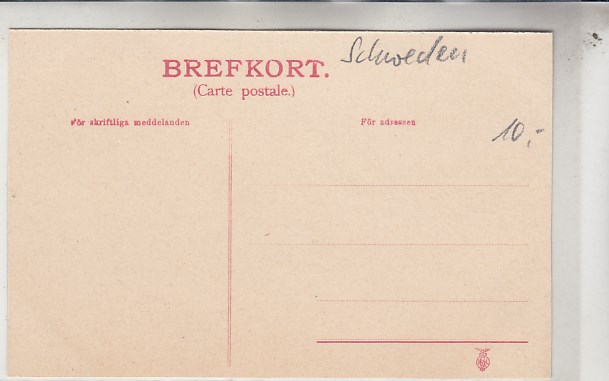 Schweden
BREFKORT.
(Carte postale.)
För skriftliga meddelanden
För adressen
10,-